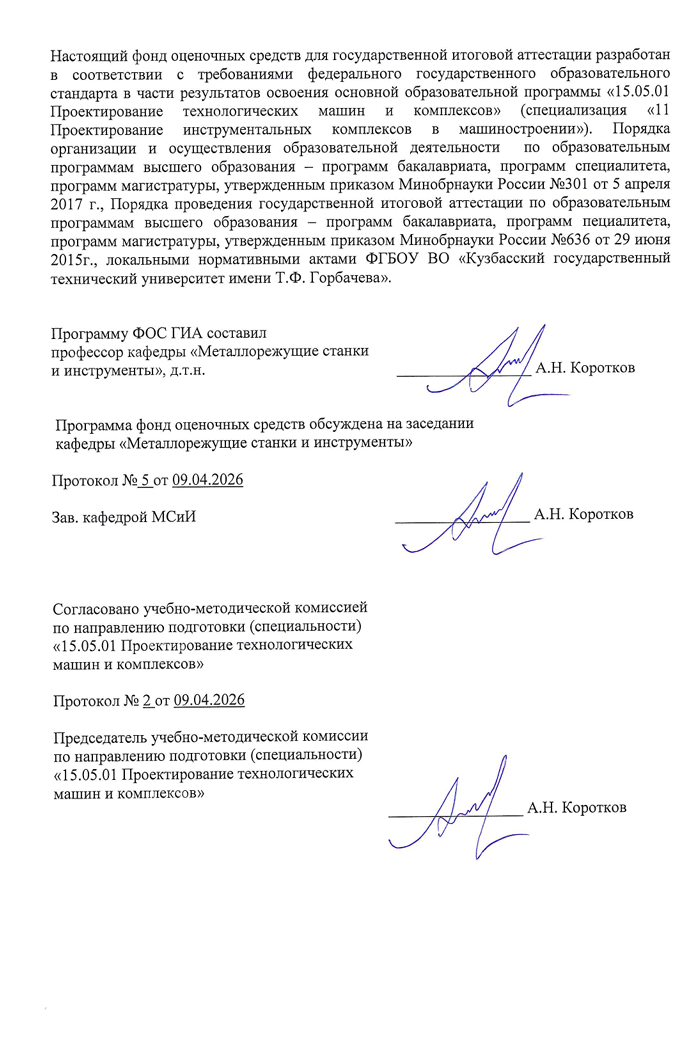 Настоящий фонд оценочных средств для государственной итоговой аттестации разработан
в соответствии с требованиями федерального государственного образовательного
стандарта в части результатов освоения основной образовательной программы «15.05.01
Проектирование технологических машин и комплексов» (специализация «11
Проектирование инструментальных комплексов в машиностроении»). Порядка
организации и осуществления образовательной деятельности по образовательным
программам высшего образования – программ бакалавриата, программ специалитета,
программ магистратуры, утвержденным приказом Минобрнауки России №301 от 5 апреля
2017 г., Порядка проведения государственной итоговой аттестации по образовательным
программам высшего образования – программ бакалавриата, программ пециалитета,
программ магистратуры, утвержденным приказом Минобрнауки России №636 от 29 июня
2015г., локальными нормативными актами ФГБОУ ВО «Кузбасский государственный
технический университет имени Т.Ф. Горбачева».
Программу ФОС ГИА составил
профессор кафедры «Металлорежущие станки
и инструменты», д.т.н. А.Н. Коротков
Программа фонд оценочных средств обсуждена на заседании
кафедры «Металлорежущие станки и инструменты»
Протокол № 5 от 09.04.2026
Зав. кафедрой МСиИ А.Н. Коротков
Согласовано учебно-методической комиссией
по направлению подготовки (специальности)
«15.05.01 Проектирование технологических
машин и комплексов»
Протокол № 2 от 09.04.2026
Председатель учебно-методической комиссии
по направлению подготовки (специальности)
«15.05.01 Проектирование технологических
машин и комплексов»
А.Н. Коротков